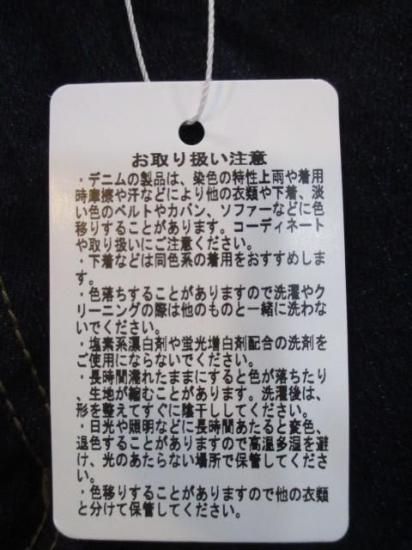 お取り扱い注意
・デニムの製品は、染色の特性上雨や着用
時摩擦や汗などにより他の衣類や下着、淡
い色のベルトやカバン、ソファーなどに色
移りすることがあります。コーディネート
や取り扱いにご注意ください。
・下着などは同色系の着用をおすすめしま
す。
・色落ちすることがありますので洗濯やク
リーニングの際は他のものと一緒に洗わな
いでください。
・塩素系漂白剤や蛍光増白剤配合の洗剤を
ご使用にならないでください。
・長時間濡れたままにすると色が落ちたり
、生地が縮むことがあります。洗濯後は、
形を整えてすぐに陰干ししてください。
・日光や照明などに長時間あたると変色、
退色することがありますので高温多湿を避
け、光のあたらない場所で保管してくださ
い。
・色移りすることがありますので他の衣類
と分けて保管してください。